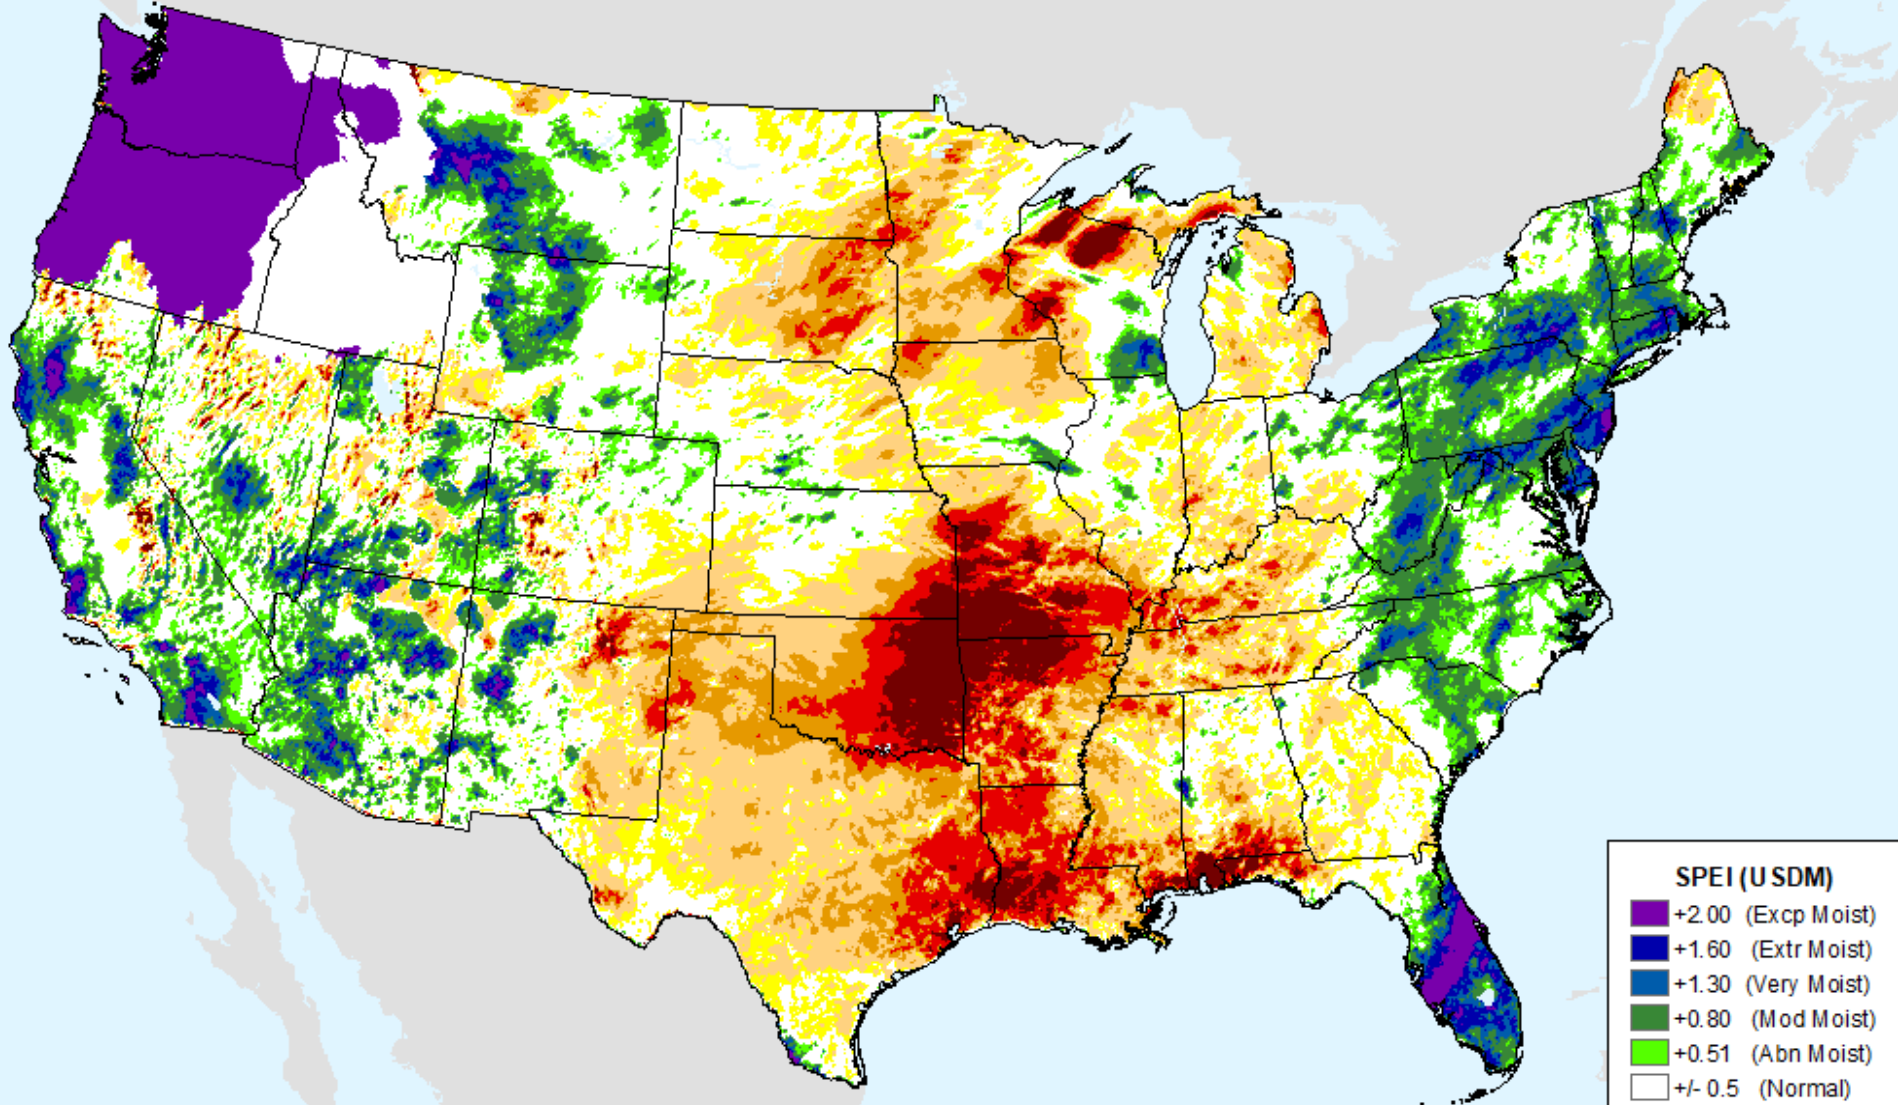 SPEI (USDM)
+2.00 (Excp Moist)
+1.60 (Extr Moist)
+1.30 (Very Moist)
+0.80 (Mod Moist)
+0.51 (Abn Moist)
+/- 0.5 (Normal)